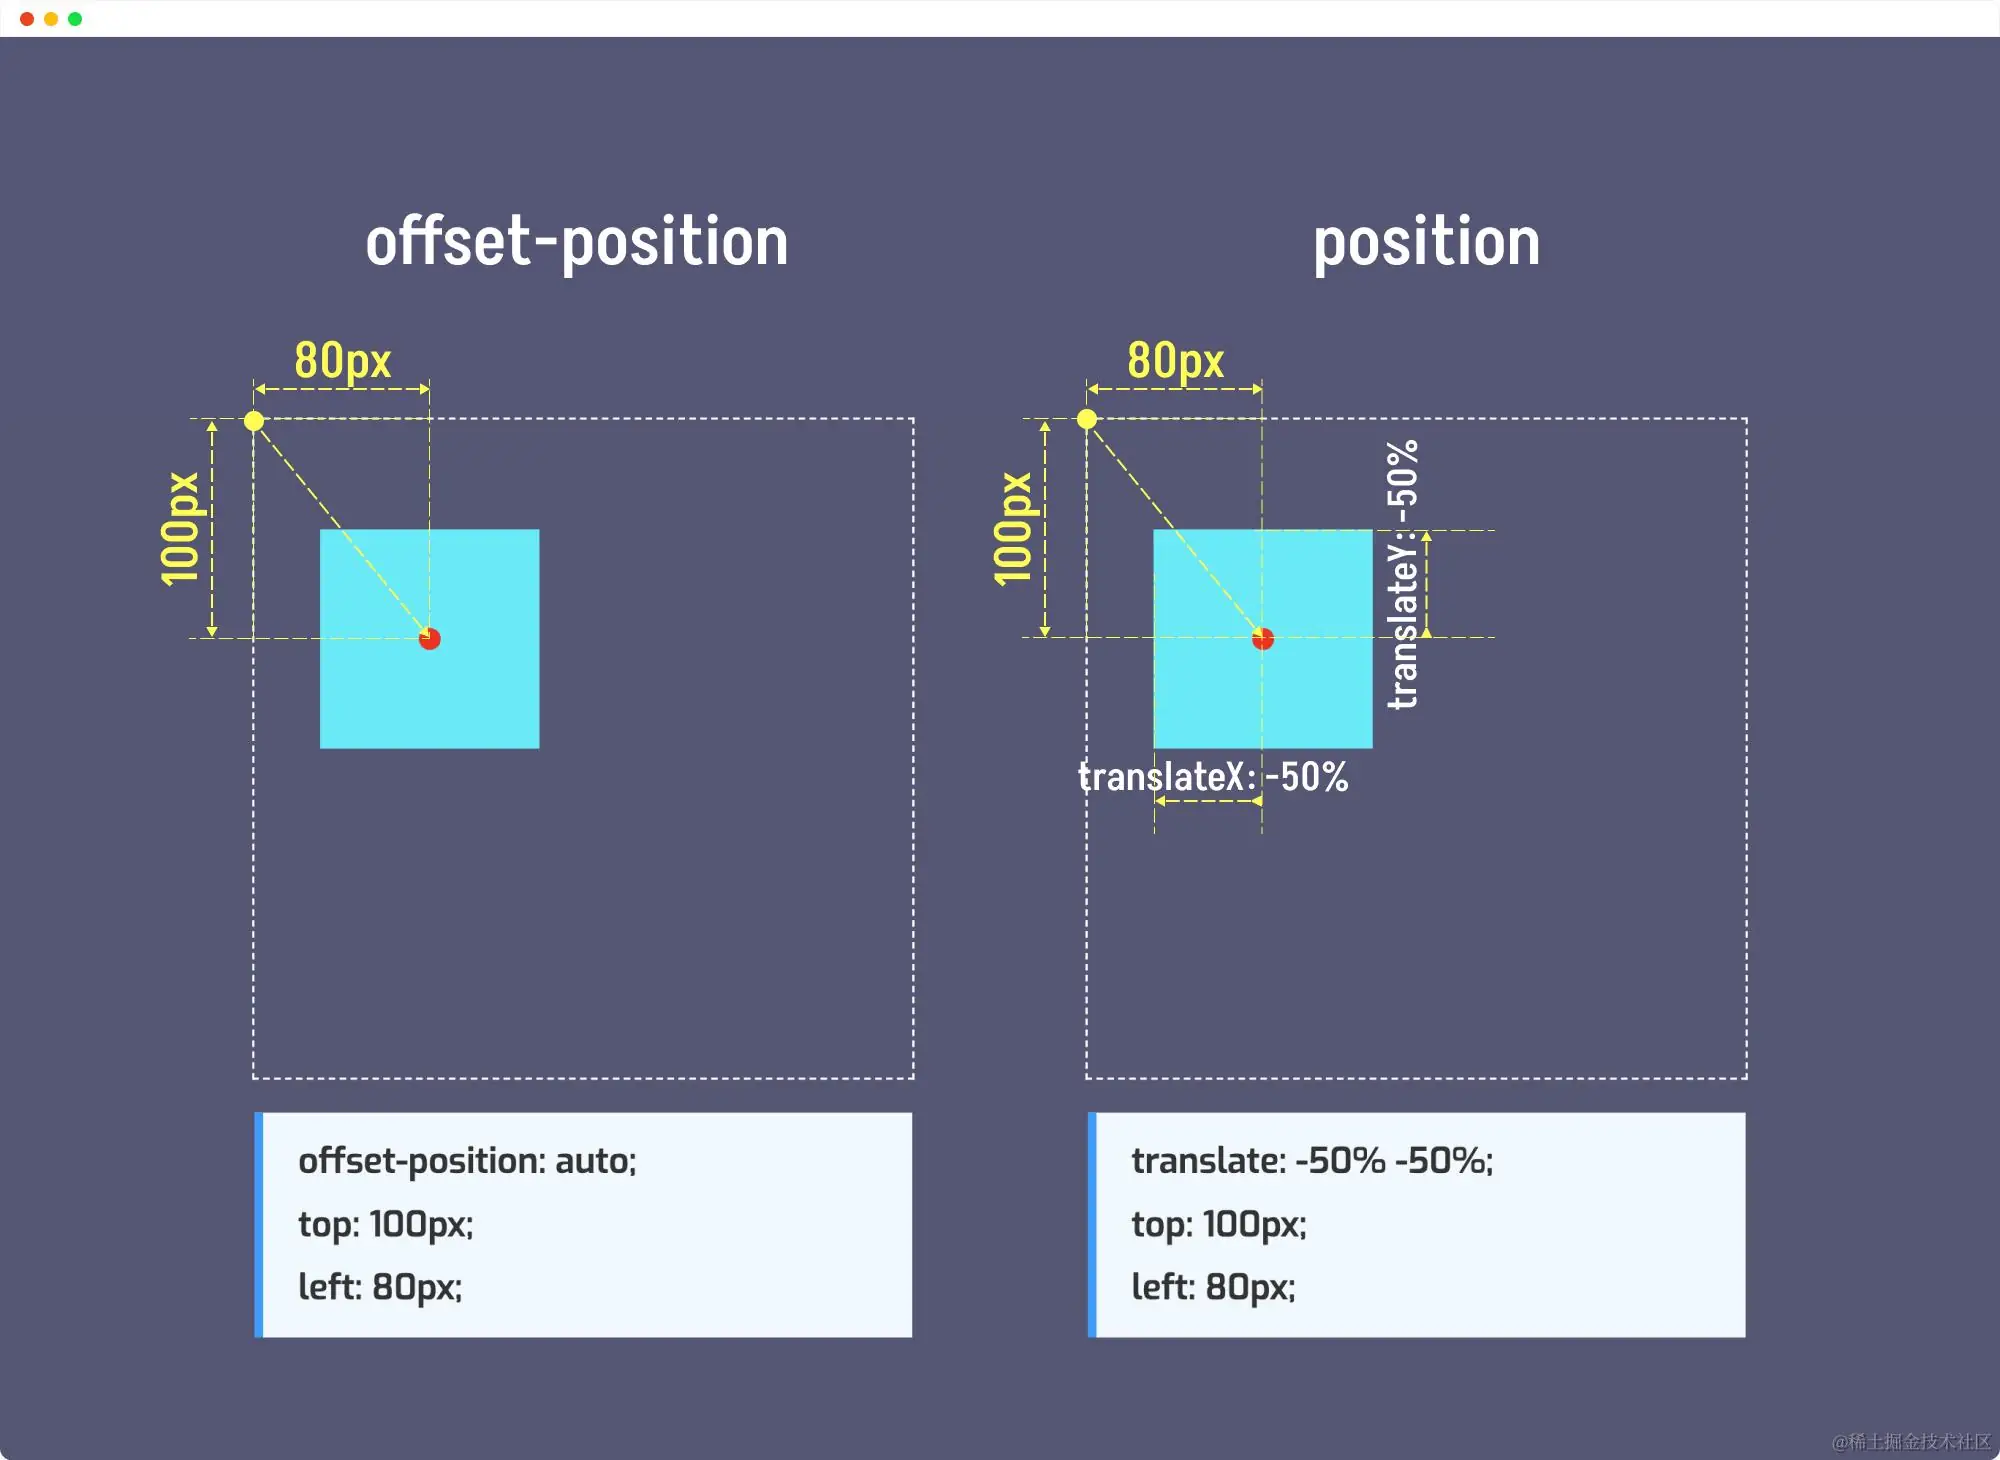 offset-position
80px
100px
offset-position: auto;
top: 100px;
left: 80px;
position
80px
100px
translateY: -50%
translateX: -50%
translate: -50% -50%;
top: 100px;
left: 80px;
@稀土掘金技术社区